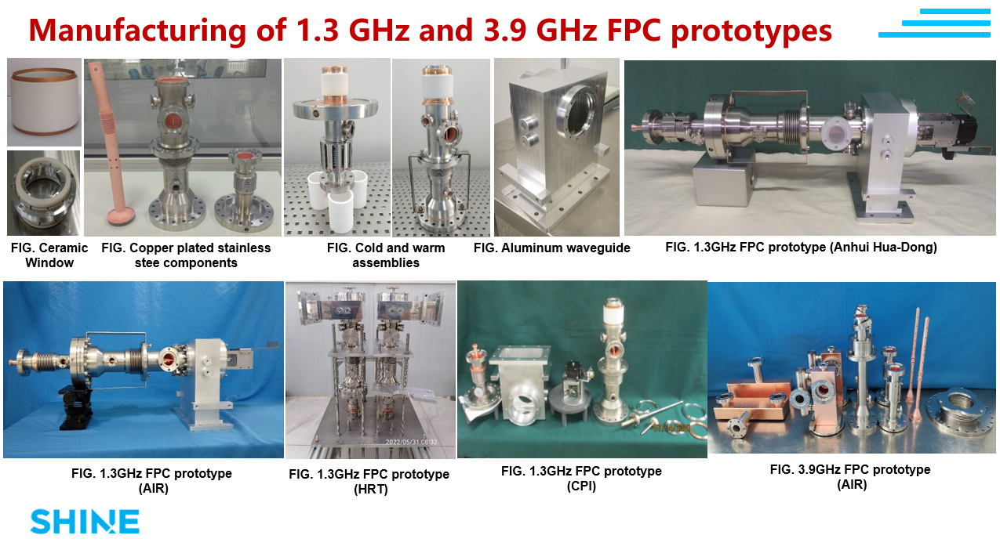 Manufacturing of 1.3 GHz and 3.9 GHz FPC prototypes
FIG. Ceramic
Window
FIG. Copper plated stainless
stee components
FIG. Cold and warm
assemblies
FIG. Aluminum waveguide
FIG. 1.3GHz FPC prototype (Anhui Hua-Dong)
2022/05/31 08:32
FIG. 1.3GHz FPC prototype
(AIR)
FIG. 1.3GHz FPC prototype
(HRT)
FIG. 1.3GHz FPC prototype
(CPI)
FIG. 3.9GHz FPC prototype
(AIR)
SHINE